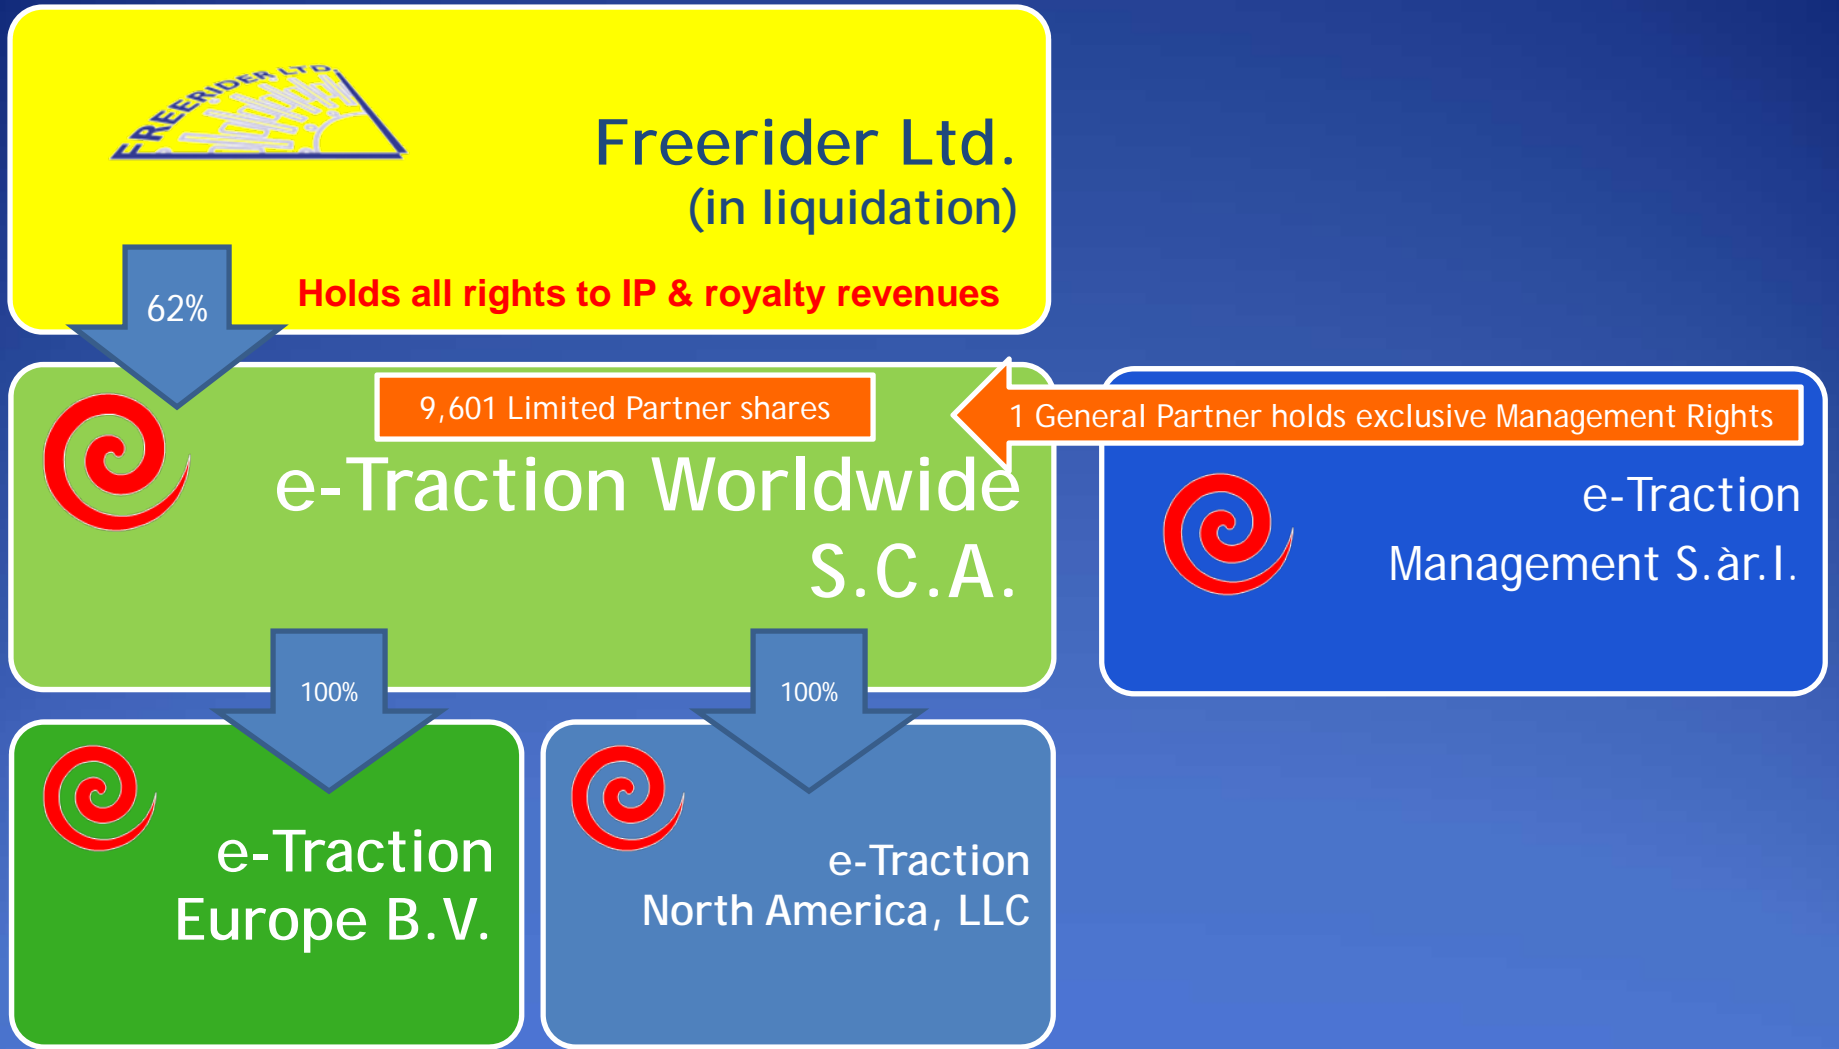 FREERIDER LTD.
Freerider Ltd.
(in liquidation)
62%
Holds all rights to IP & royalty revenues
9,601 Limited Partner shares
1 General Partner holds exclusive Management Rights
e-Traction Worldwide
S.C.A.
e-Traction
Management S.àr.l.
100%
100%
e-Traction
Europe B.V.
e-Traction
North America, LLC